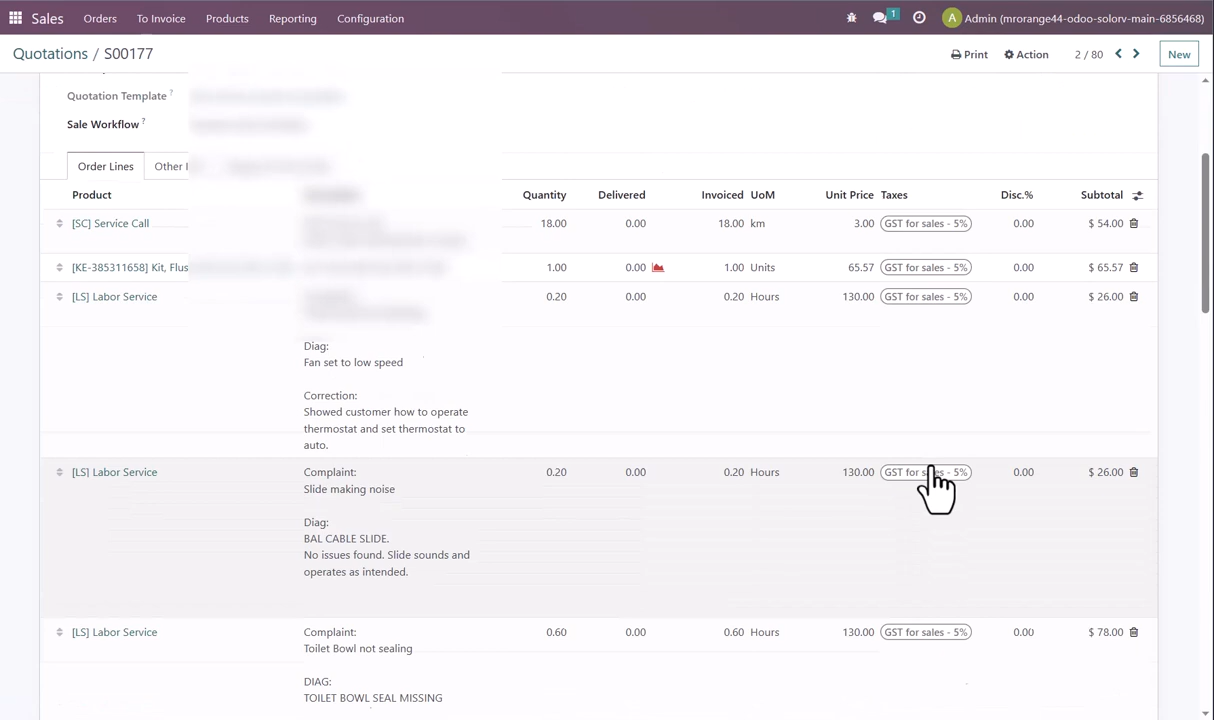 Sales Orders To Invoice Products Reporting Configuration 1 A Admin (mrorange44-odoo-solorv-main-6856468)
Quotations / S00177 Print Action 2 / 80 New
Quotation Template ?
Sale Workflow ?
Order Lines Other
Product Quantity Delivered Invoiced UoM Unit Price Taxes Disc.% Subtotal
[SC] Service Call 18.00 0.00 18.00 km 3.00 GST for sales - 5% 0.00 $ 54.00
[KE-385311658] Kit, Flus 1.00 0.00 1.00 Units 65.57 GST for sales - 5% 0.00 $ 65.57
[LS] Labor Service 0.20 0.00 0.20 Hours 130.00 GST for sales - 5% 0.00 $ 26.00
Diag:
Fan set to low speed
Correction:
Showed customer how to operate
thermostat and set thermostat to
auto.
[LS] Labor Service Complaint: 0.20 0.00 0.20 Hours 130.00 GST for sales - 5% 0.00 $ 26.00
Slide making noise
Diag:
BAL CABLE SLIDE.
No issues found. Slide sounds and
operates as intended.
[LS] Labor Service Complaint: 0.60 0.00 0.60 Hours 130.00 GST for sales - 5% 0.00 $ 78.00
Toilet Bowl not sealing
DIAG:
TOILET BOWL SEAL MISSING